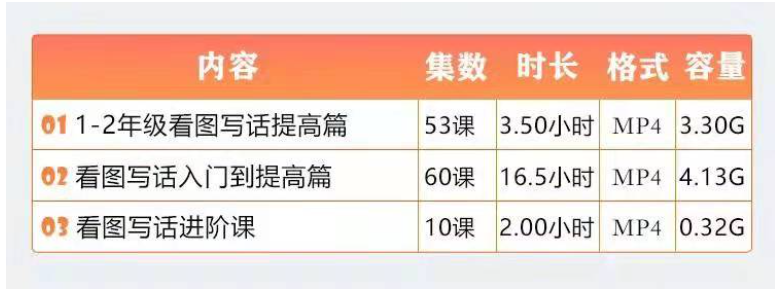 内容 集数 时长 格式 容量
01 1-2年级看图写话提高篇 53课 3.50小时 MP4 3.30G
02 看图写话入门到提高篇 60课 16.5小时 MP4 4.13G
03 看图写话进阶课 10课 2.00小时 MP4 0.32G